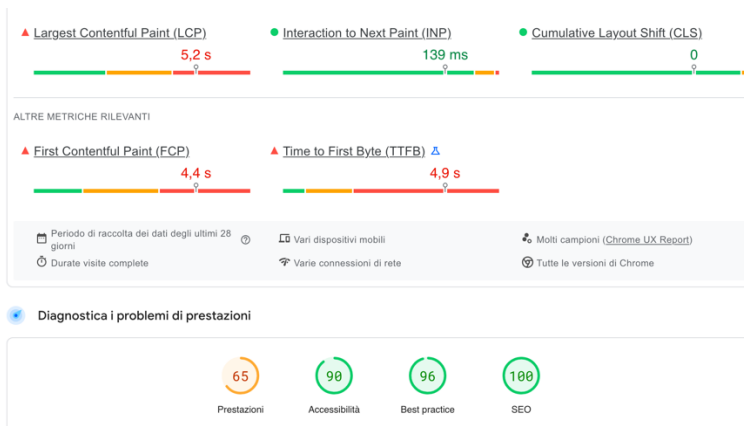 Largest Contentful Paint (LCP)
5,2 s
Interaction to Next Paint (INP)
139 ms
Cumulative Layout Shift (CLS)
0
ALTRE METRICHE RILEVANTI
First Contentful Paint (FCP)
4,4 s
Time to First Byte (TTFB)
4,9 s
Periodo di raccolta dei dati degli ultimi 28
giorni
Vari dispositivi mobili
Molti campioni (Chrome UX Report)
Durate visite complete
Varie connessioni di rete
Tutte le versioni di Chrome
Diagnostica i problemi di prestazioni
65
Prestazioni
90
Accessibilità
96
Best practice
100
SEO